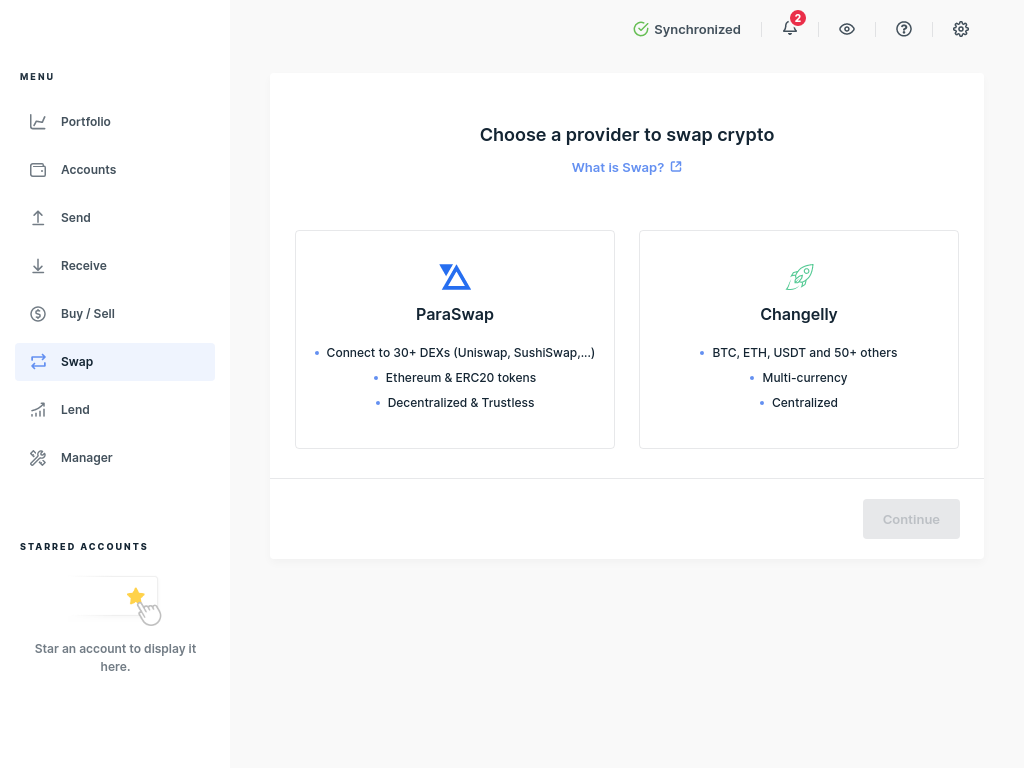 Synchronized
2
MENU
Portfolio
Accounts
Send
Receive
Buy / Sell
Swap
Lend
Manager
STARRED ACCOUNTS
Star an account to display it
here.
Choose a provider to swap crypto
What is Swap?
ParaSwap
• Connect to 30+ DEXs (Uniswap, SushiSwap,...)
• Ethereum & ERC20 tokens
• Decentralized & Trustless
Changelly
• BTC, ETH, USDT and 50+ others
• Multi-currency
• Centralized
Continue